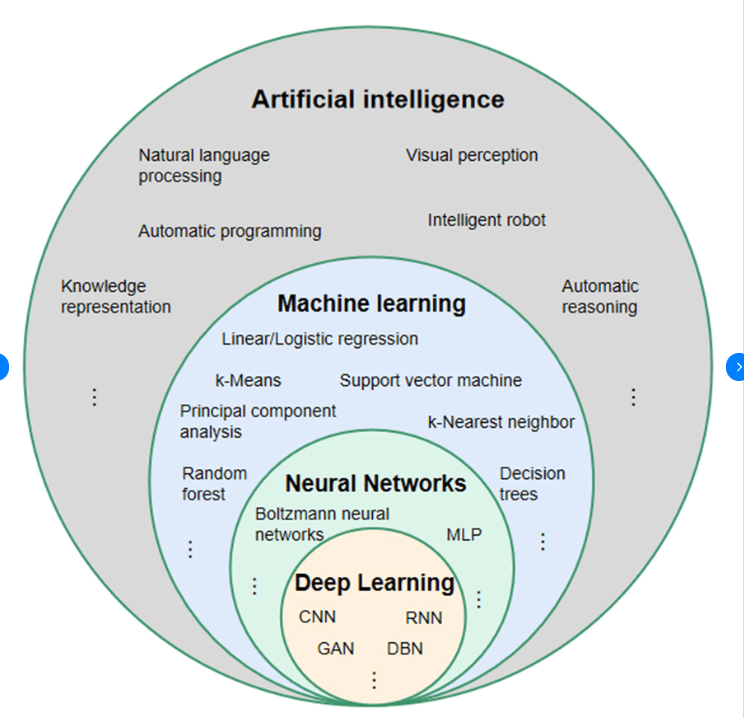 Artificial intelligence
Natural language
processing
Visual perception
Automatic programming
Intelligent robot
Knowledge
representation
Automatic
reasoning
Machine learning
Linear/Logistic regression
k-Means
Support vector machine
Principal component
analysis
k-Nearest neighbor
Random
forest
Decision
trees
Neural Networks
Boltzmann neural
networks
MLP
Deep Learning
CNN
RNN
GAN
DBN